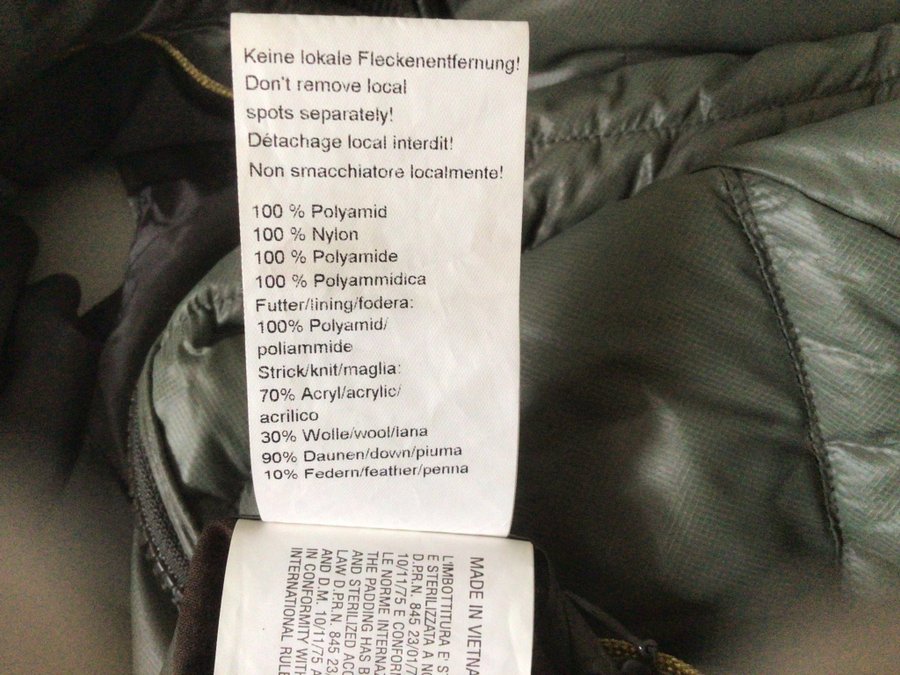 Keine lokale Fleckenentfernung!
Don't remove local
spots separately!
Détachage local interdit!
Non smacchiatore localmente!
100 % Polyamid
100 % Nylon
100 % Polyamide
100 % Polyammidica
Futter/lining/fodera:
100% Polyamid/
poliammide
Strick/knit/maglia:
70% Acryl/acrylic/
acrilico
30% Wolle/wool/lana
90% Daunen/down/piuma
10% Federn/feather/penna
MADE IN VIETNA
L'IMBOTTITURA E' ST
E STERILIZZATA A NO
D.P.R.N. 845 23/01/7
10/11/75 E CONFORM
LE NORME INTERNAZ
THE PADDING HAS B
AND STERILIZED ACC
LAW D.P.R.N. 845 23
AND D.M. 10/11/75 A
IN CONFORMITY WITH
INTERNATIONAL RULE